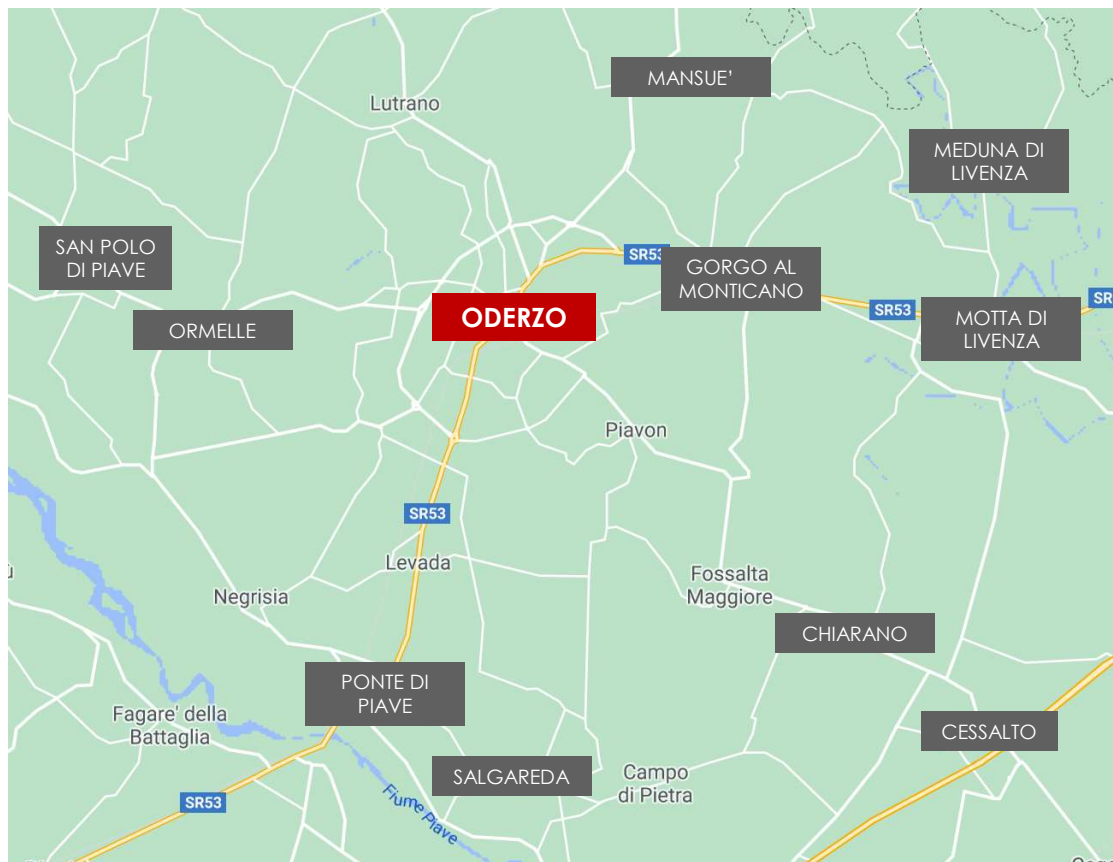 MANSUE'
Lutrano
MEDUNA DI
LIVENZA
SAN POLO
DI PIAVE
SR53
GORGO AL
MONTICANO
ODERZO
SR53
SR
ORMELLE
MOTTA DI
LIVENZA
Piavon
SR53
Levada
Fossalta
Maggiore
Negrisia
CHIARANO
PONTE DI
PIAVE
Fagare' della
Battaglia
CESSALTO
SALGAREDA
Campo
di Pietra
Fiume Piave
SR53